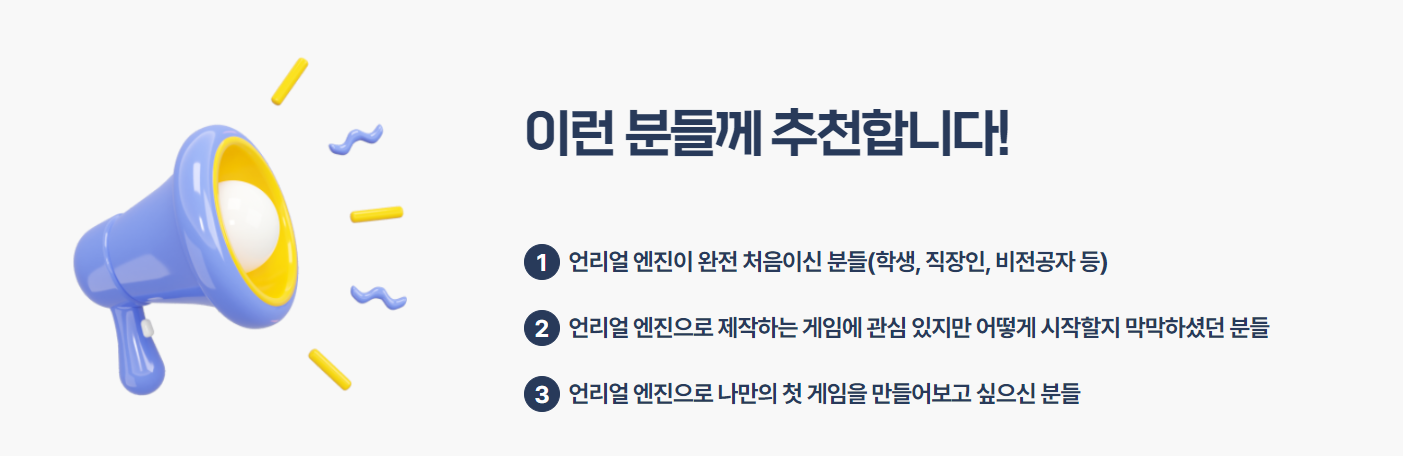 이런 분들께 추천합니다!
1 언리얼 엔진이 완전 처음이신 분들(학생, 직장인, 비전공자 등)
2 언리얼 엔진으로 제작하는 게임에 관심 있지만 어떻게 시작할지 막막하셨던 분들
3 언리얼 엔진으로 나만의 첫 게임을 만들어보고 싶으신 분들